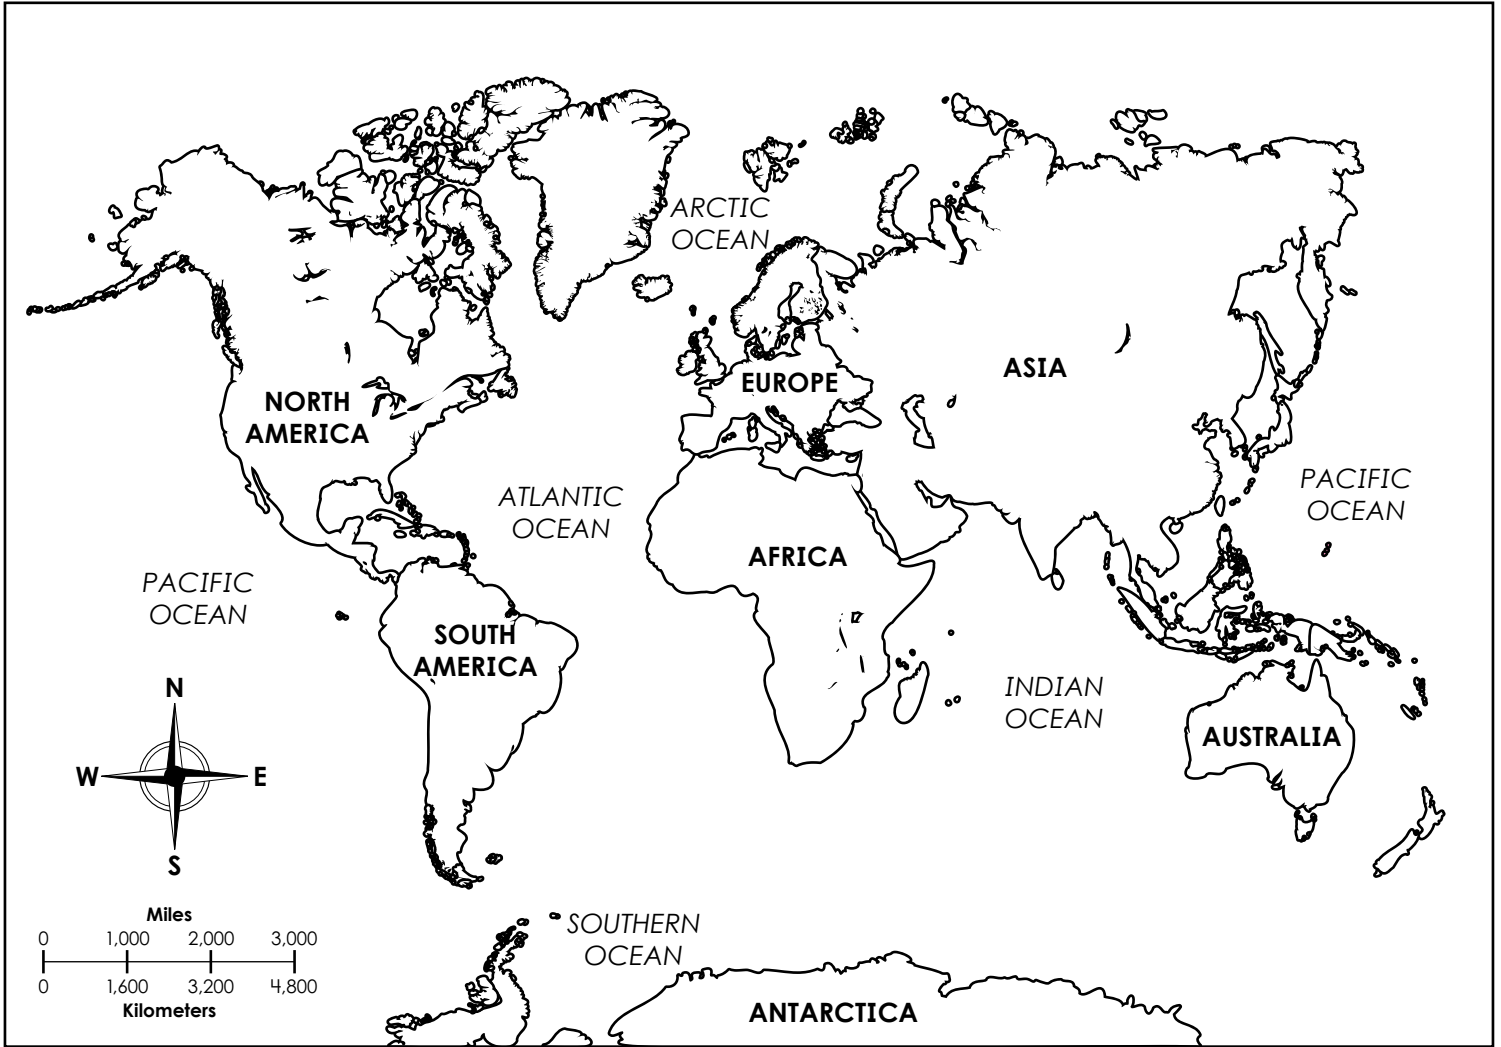 ARCTIC
OCEAN
ASIA
EUROPE
NORTH
AMERICA
ATLANTIC
OCEAN
PACIFIC
OCEAN
AFRICA
PACIFIC
OCEAN
SOUTH
AMERICA
INDIAN
OCEAN
AUSTRALIA
N
W
E
S
Miles
0 1,000 2,000 3,000
0 1,600 3,200 4,800
Kilometers
SOUTHERN
OCEAN
ANTARCTICA